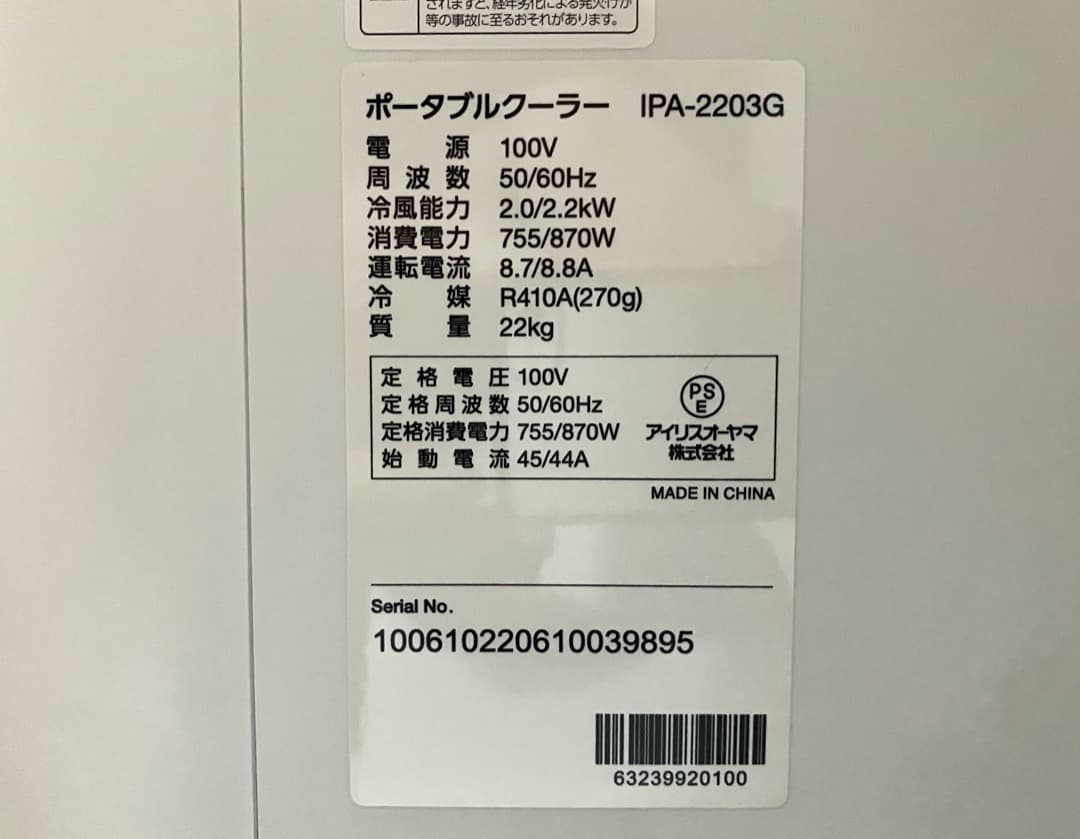 されますと、経年劣化による発火やけが
等の事故に至るおそれがあります。
ポータブルクーラー IPA-2203G
電源 100V
周波数 50/60Hz
冷風能力 2.0/2.2kW
消費電力 755/870W
運転電流 8.7/8.8A
冷媒 R410A(270g)
質量 22kg
定格電圧 100V
定格周波数 50/60Hz
定格消費電力 755/870W
始動電流 45/44A
PS
E
アイリスオーヤマ
株式会社
MADE IN CHINA
Serial No.
100610220610039895
63239920100